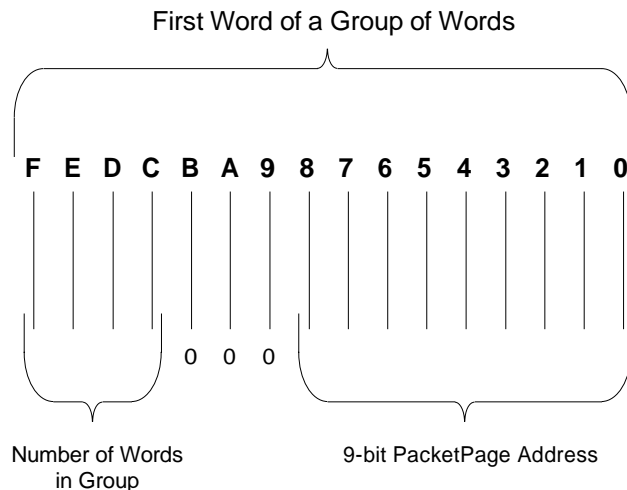 First Word of a Group of Words
F E D C B A 9 8 7 6 5 4 3 2 1 0
0 0 0
Number of Words
in Group
9-bit PacketPage Address